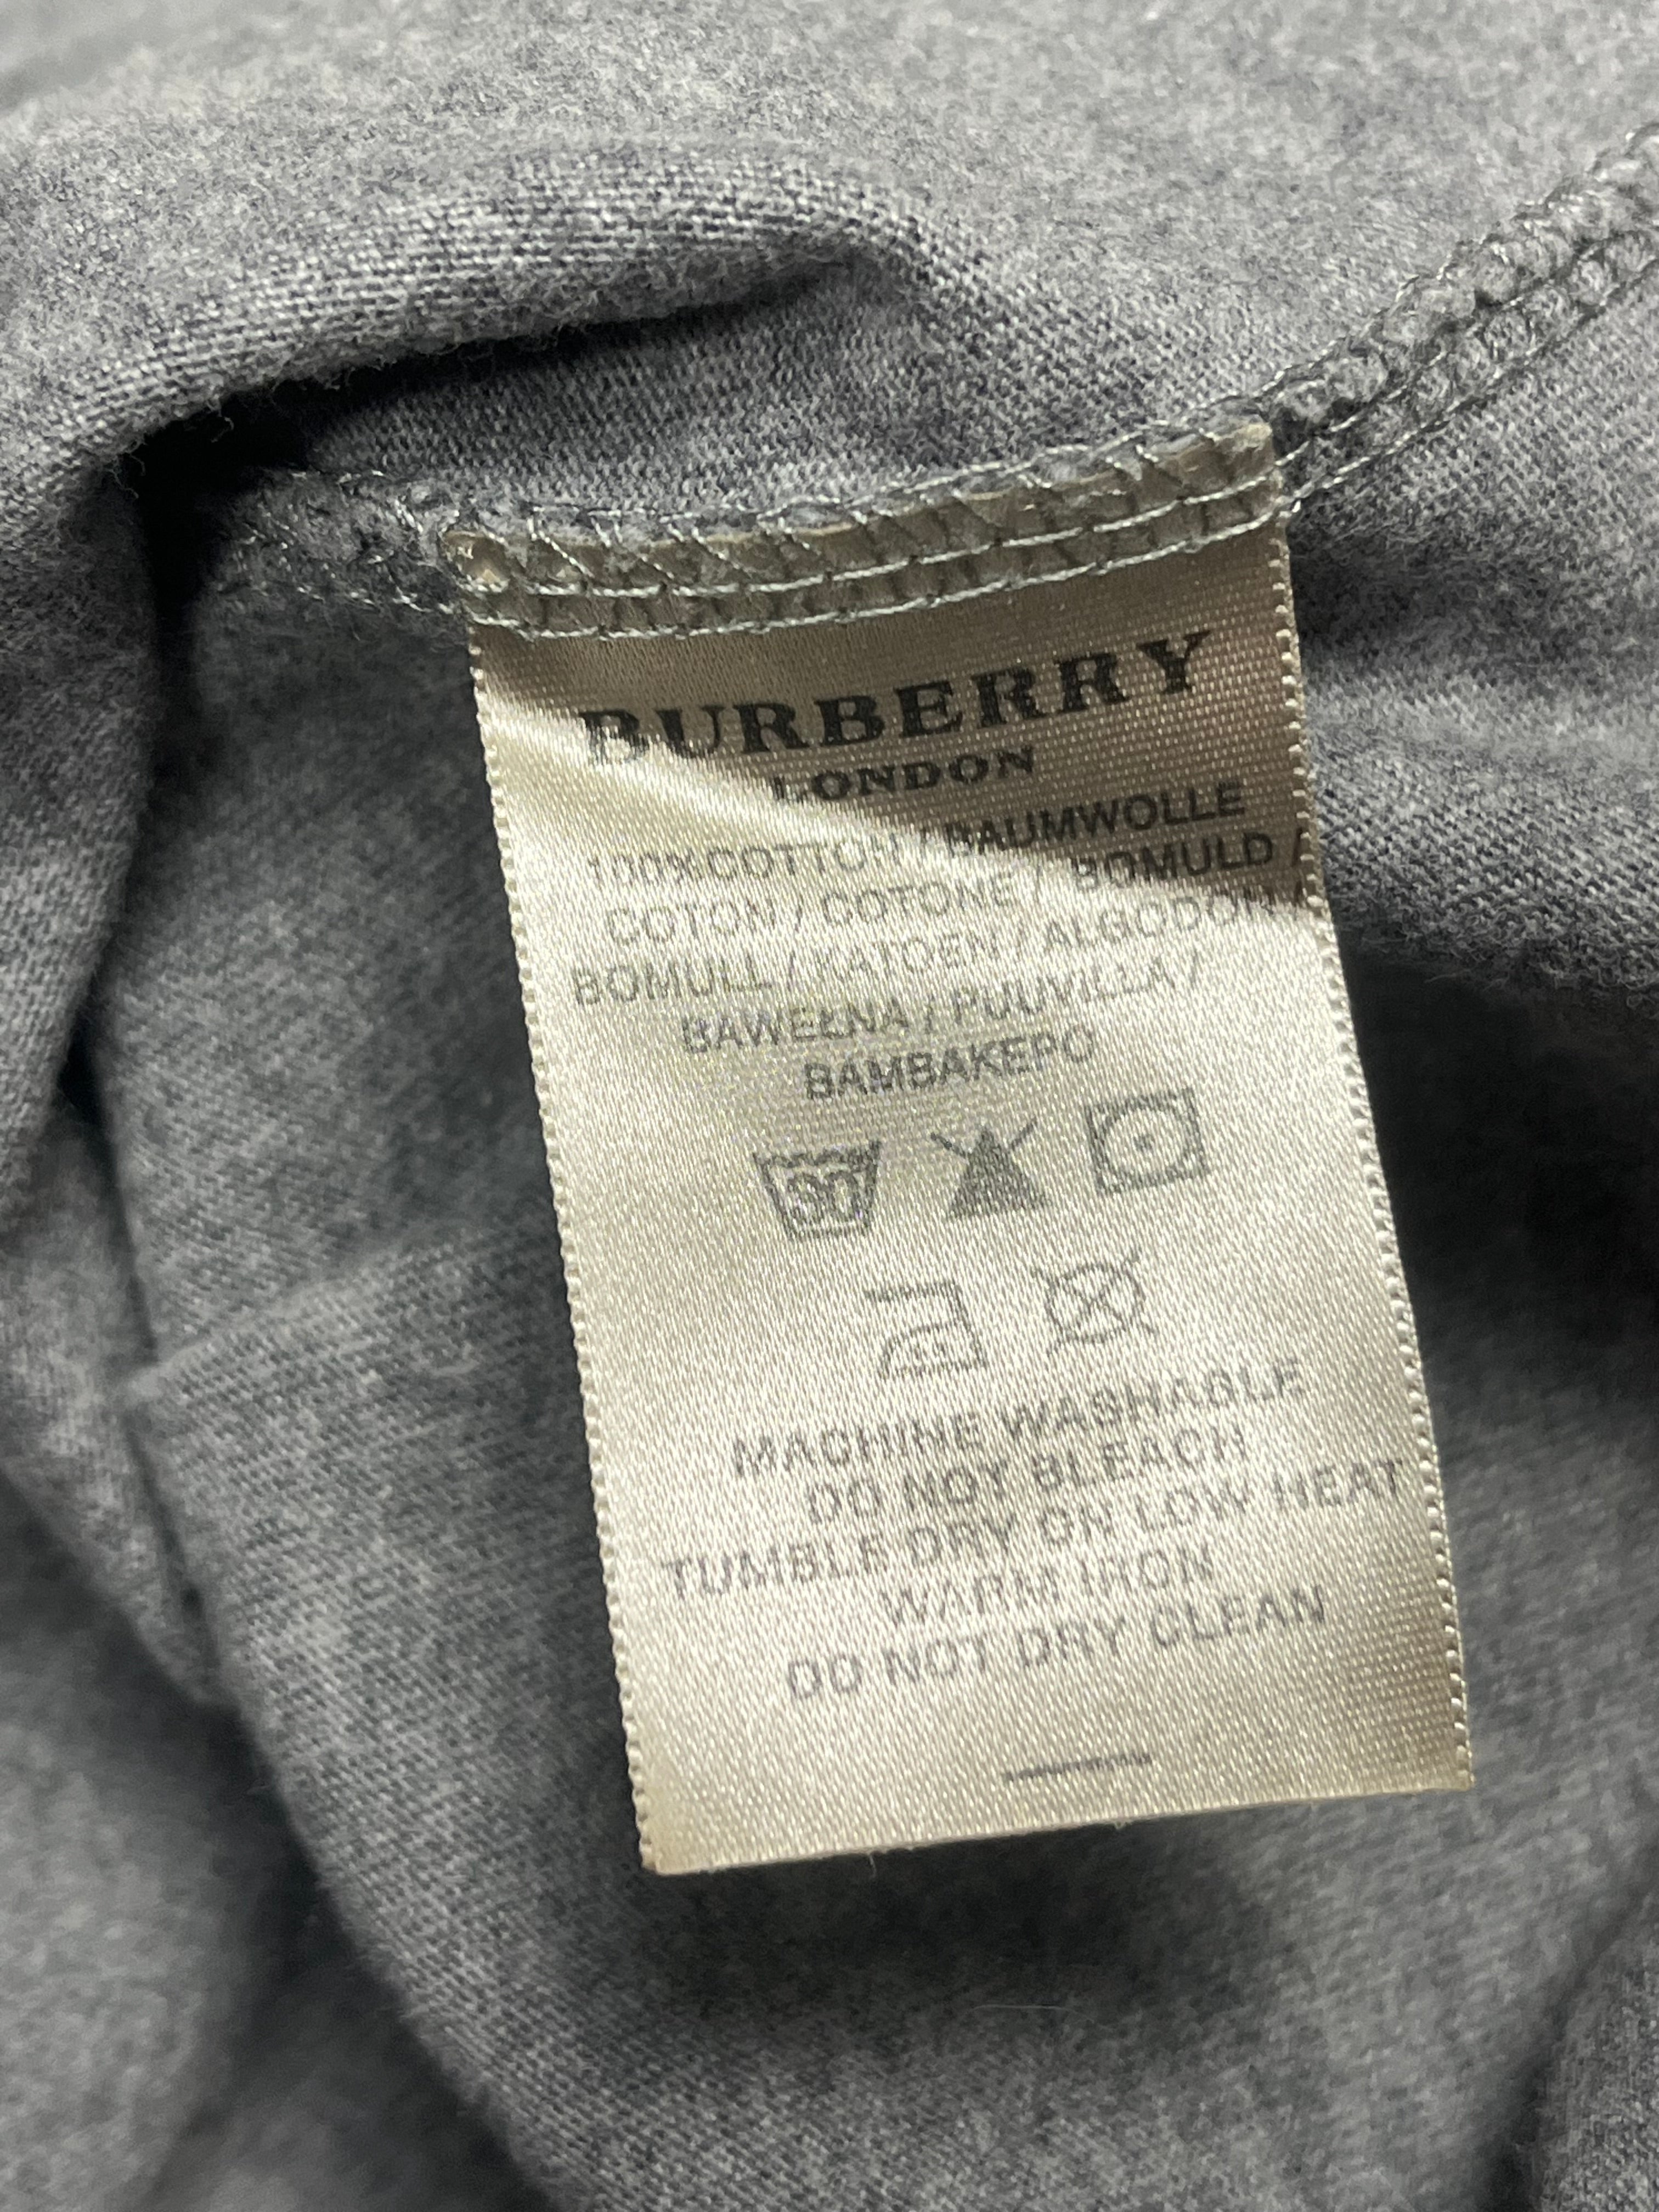 BURBERRY
LONDON
100% COTTON / BAUMWOLLE
COTON / COTONE / BOMULD /
BOMULL / KATOEN / ALGODON /
BAWEŁNA / PUUVILLA /
BAMBAKEPO
30
MACHINE WASHABLE
DO NOT BLEACH
TUMBLE DRY ON LOW HEAT
WARM IRON
DO NOT DRY CLEAN